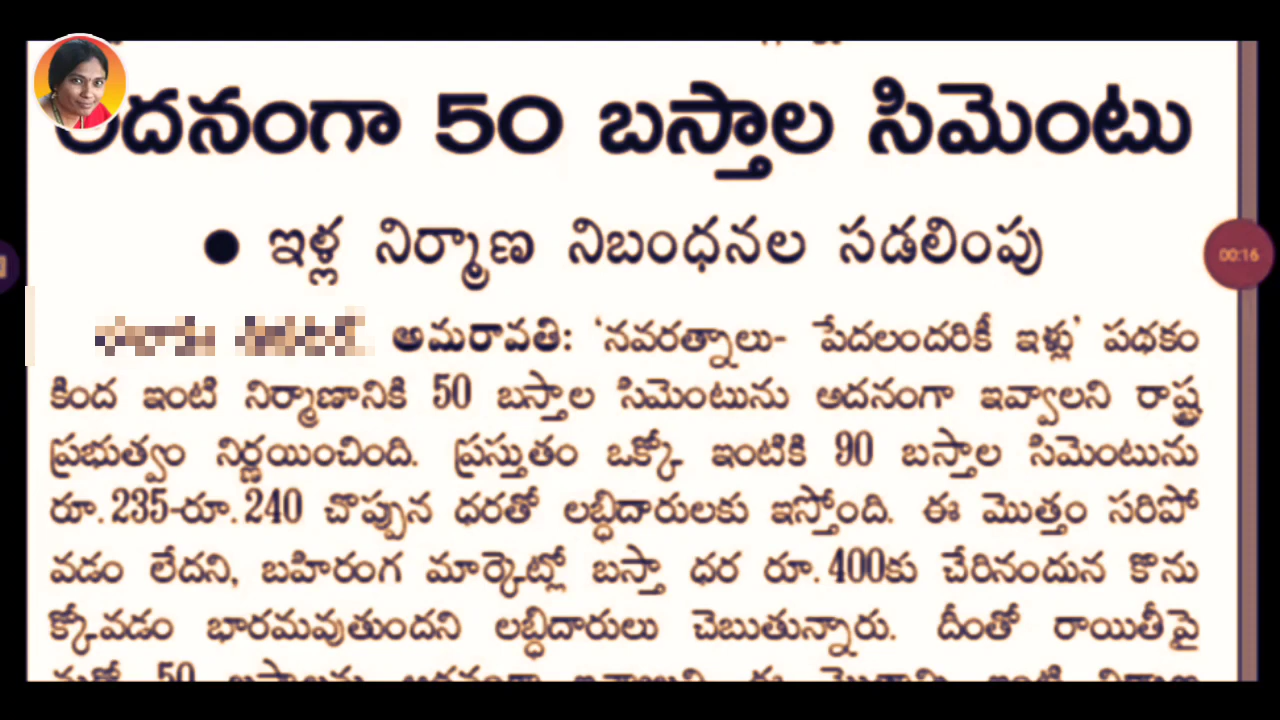 అదనంగా 50 బస్తాల సిమెంటు
● ఇళ్ల నిర్మాణ నిబంధనల సడలింపు
అమరావతి: ‘నవరత్నాలు- పేదలందరికీ ఇళ్లు’ పథకం
కింద ఇంటి నిర్మాణానికి 50 బస్తాల సిమెంటును అదనంగా ఇవ్వాలని రాష్ట్ర
ప్రభుత్వం నిర్ణయించింది. ప్రస్తుతం ఒక్కో ఇంటికి 90 బస్తాల సిమెంటును
రూ.235-రూ.240 చొప్పున ధరతో లబ్ధిదారులకు ఇస్తోంది. ఈ మొత్తం సరిపో
వడం లేదని, బహిరంగ మార్కెట్లో బస్తా ధర రూ.400కు చేరినందున కొను
క్కోవడం భారమవుతుందని లబ్ధిదారులు చెబుతున్నారు. దీంతో రాయితీపై
00:16